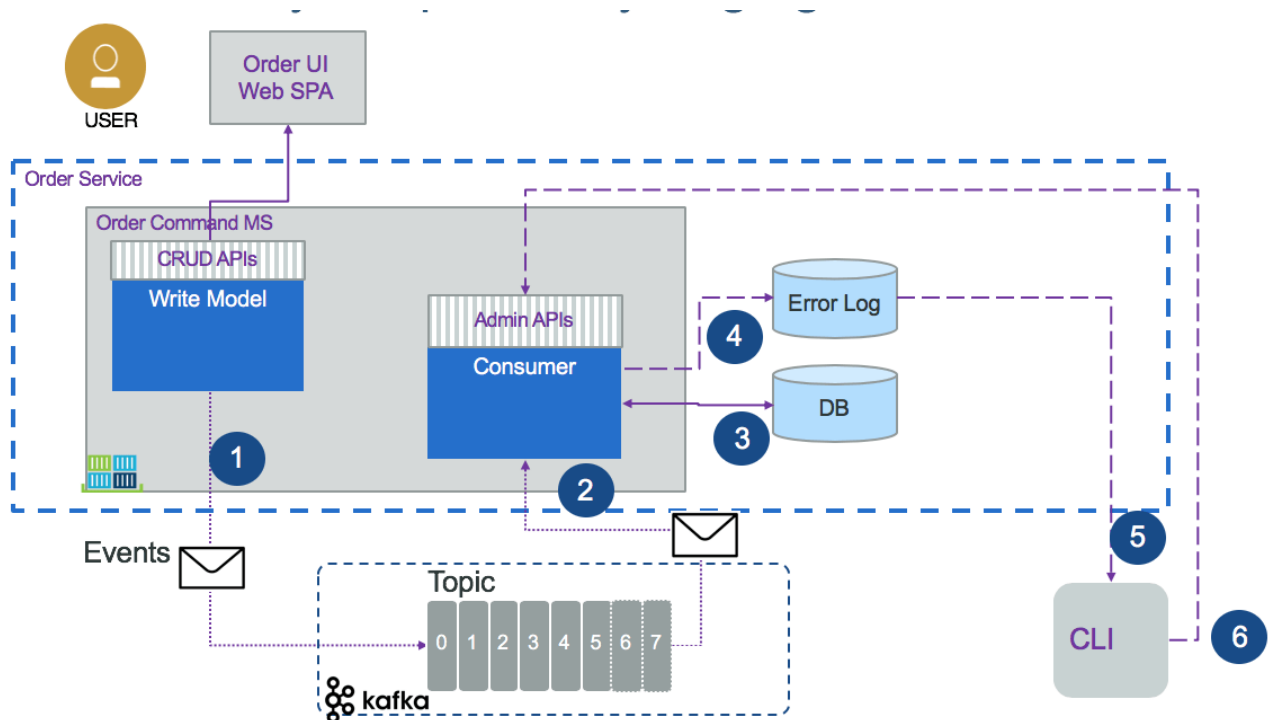 USER
Order UI
Web SPA
Order Service
Order Command MS
CRUD APIs
Write Model
Admin APIs
Consumer
Error Log
DB
1
2
3
4
5
6
Events
Topic
0 1 2 3 4 5 6 7
kafka
CLI